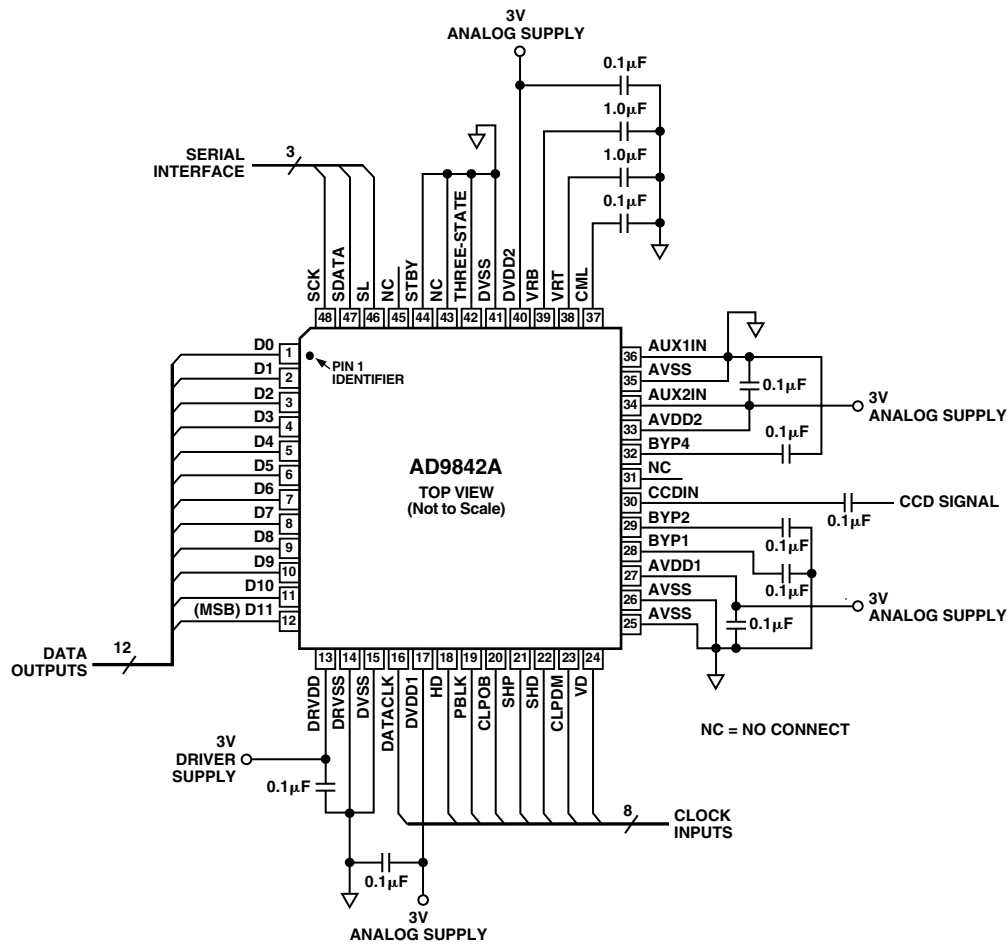 3V
ANALOG SUPPLY
0.1µF
1.0µF
1.0µF
0.1µF
SERIAL
INTERFACE
3
SCK
SDATA
SL
NC
STBY
NC
THREE-STATE
DVSS
DVDD2
VRB
VRT
CML
48
47
46
45
44
43
42
41
40
39
38
37
D0
D1
D2
D3
D4
D5
D6
D7
D8
D9
D10
(MSB) D11
1
2
3
4
5
6
7
8
9
10
11
12
DATA
OUTPUTS
12
PIN 1
IDENTIFIER
AD9842A
TOP VIEW
(Not to Scale)
36
35
34
33
32
31
30
29
28
27
26
25
AUX1IN
AVSS
AUX2IN
AVDD2
BYP4
NC
CCDIN
BYP2
BYP1
AVDD1
AVSS
AVSS
0.1µF
3V
ANALOG SUPPLY
0.1µF
CCD SIGNAL
0.1µF
0.1µF
0.1µF
3V
ANALOG SUPPLY
0.1µF
13
14
15
16
17
18
19
20
21
22
23
24
DRVDD
DRVSS
DVSS
DATACLK
DVDD1
HD
PBLK
CLPOB
SHP
SHD
CLPDM
VD
NC = NO CONNECT
3V
DRIVER
SUPPLY
0.1µF
8
CLOCK
INPUTS
0.1µF
3V
ANALOG SUPPLY